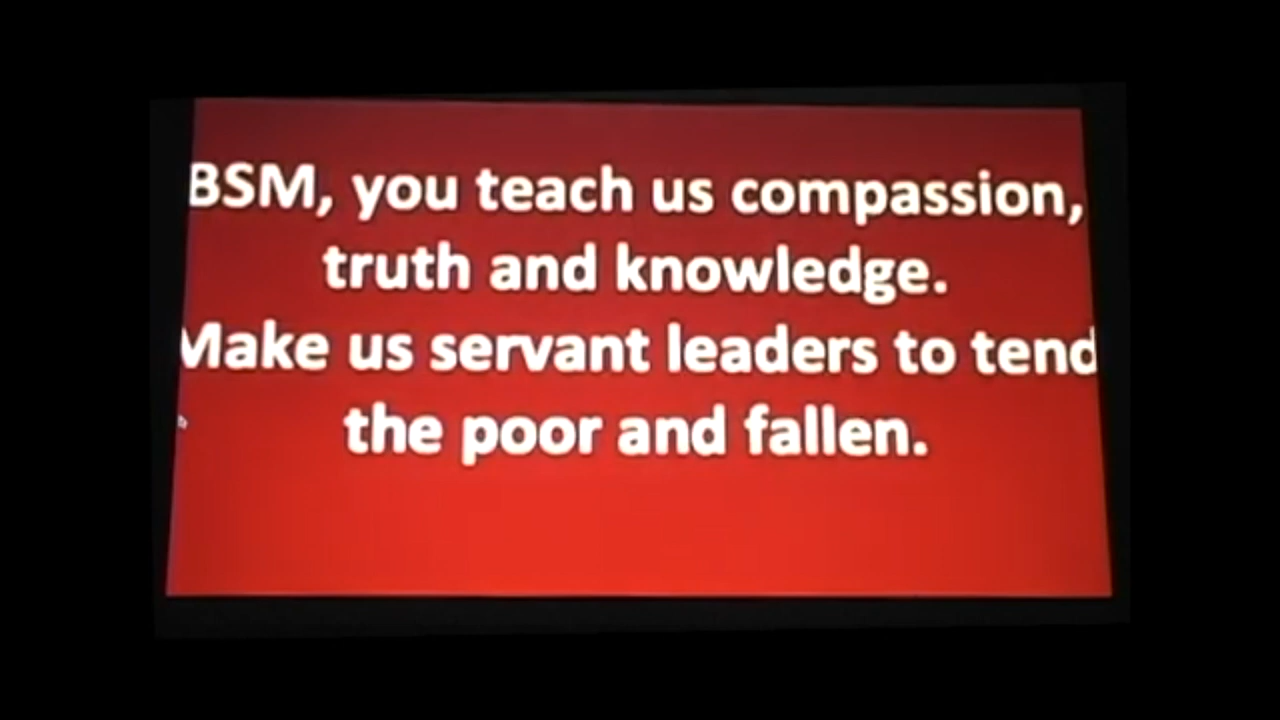 BSM, you teach us compassion,
truth and knowledge.
Make us servant leaders to tend
the poor and fallen.